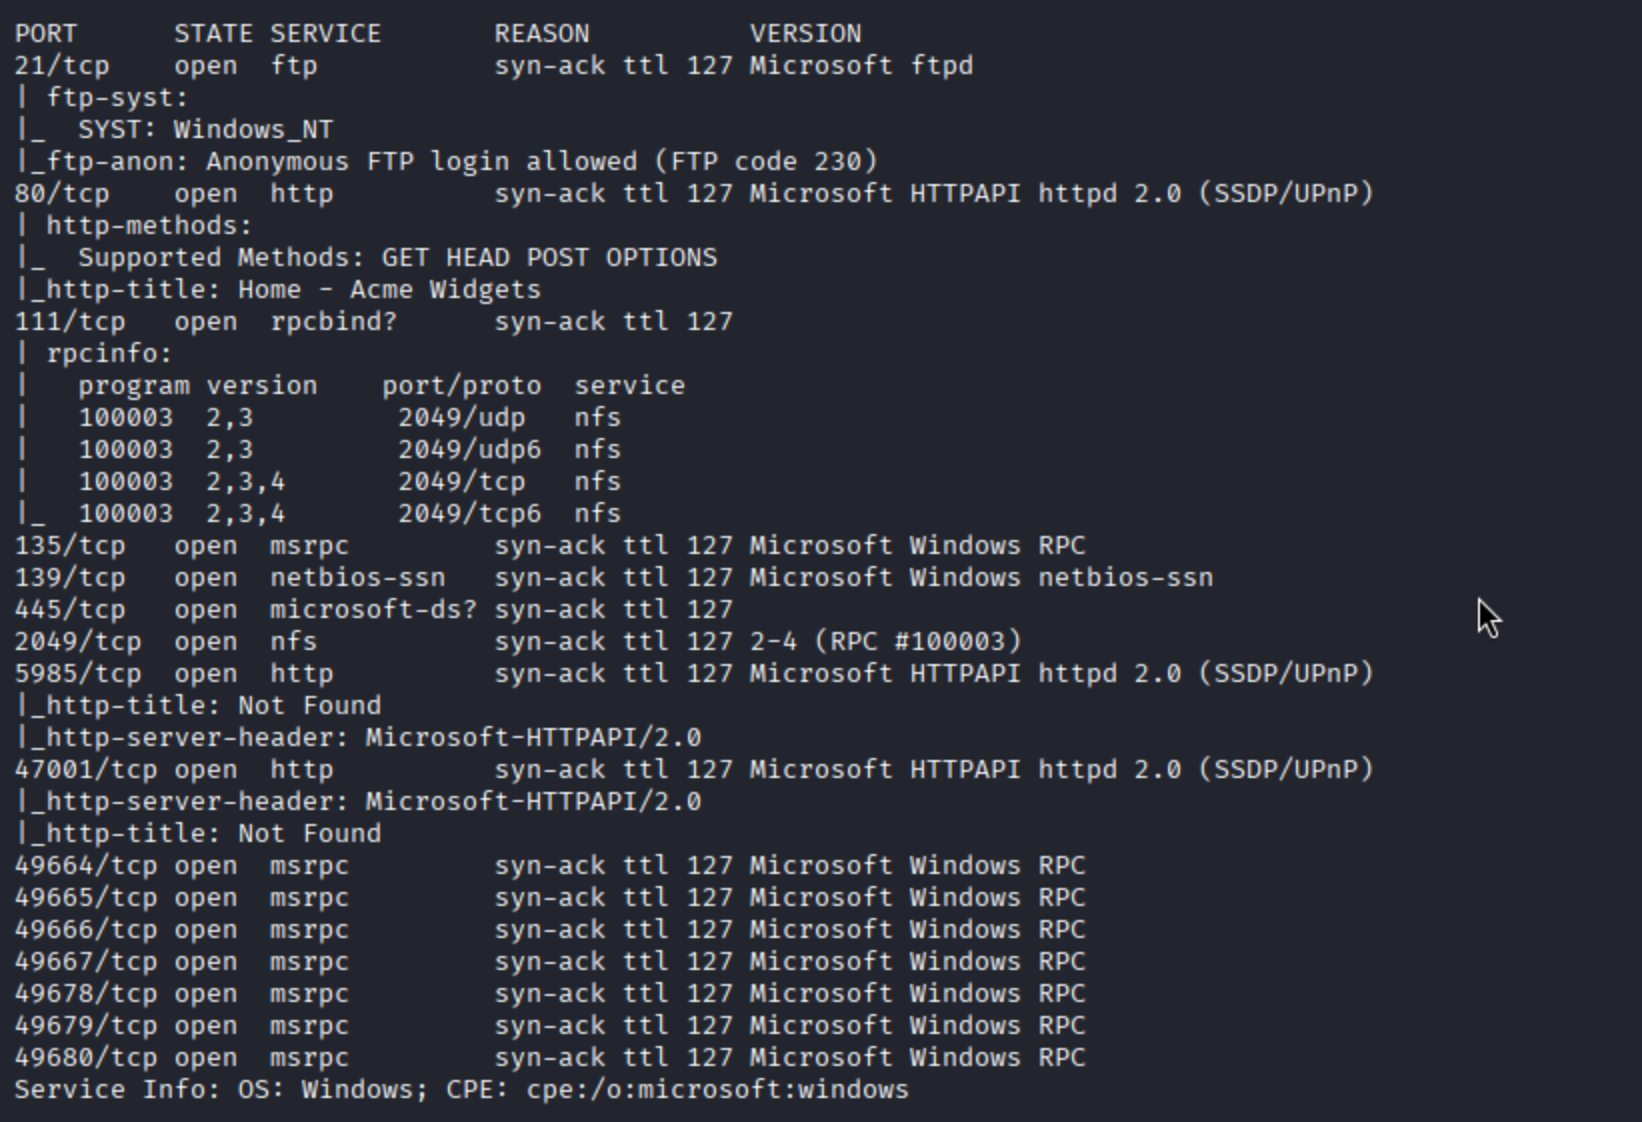 PORT      STATE SERVICE       REASON          VERSION
21/tcp    open  ftp           syn-ack ttl 127 Microsoft ftpd
| ftp-syst:
|_  SYST: Windows_NT
|_ftp-anon: Anonymous FTP login allowed (FTP code 230)
80/tcp    open  http          syn-ack ttl 127 Microsoft HTTPAPI httpd 2.0 (SSDP/UPnP)
| http-methods:
|_  Supported Methods: GET HEAD POST OPTIONS
|_http-title: Home - Acme Widgets
111/tcp   open  rpcbind?      syn-ack ttl 127
| rpcinfo:
|   program version    port/proto  service
|   100003  2,3         2049/udp   nfs
|   100003  2,3         2049/udp6  nfs
|   100003  2,3,4       2049/tcp   nfs
|_  100003  2,3,4       2049/tcp6  nfs
135/tcp   open  msrpc         syn-ack ttl 127 Microsoft Windows RPC
139/tcp   open  netbios-ssn   syn-ack ttl 127 Microsoft Windows netbios-ssn
445/tcp   open  microsoft-ds? syn-ack ttl 127
2049/tcp  open  nfs           syn-ack ttl 127 2-4 (RPC #100003)
5985/tcp  open  http          syn-ack ttl 127 Microsoft HTTPAPI httpd 2.0 (SSDP/UPnP)
|_http-title: Not Found
|_http-server-header: Microsoft-HTTPAPI/2.0
47001/tcp open  http          syn-ack ttl 127 Microsoft HTTPAPI httpd 2.0 (SSDP/UPnP)
|_http-server-header: Microsoft-HTTPAPI/2.0
|_http-title: Not Found
49664/tcp open  msrpc         syn-ack ttl 127 Microsoft Windows RPC
49665/tcp open  msrpc         syn-ack ttl 127 Microsoft Windows RPC
49666/tcp open  msrpc         syn-ack ttl 127 Microsoft Windows RPC
49667/tcp open  msrpc         syn-ack ttl 127 Microsoft Windows RPC
49678/tcp open  msrpc         syn-ack ttl 127 Microsoft Windows RPC
49679/tcp open  msrpc         syn-ack ttl 127 Microsoft Windows RPC
49680/tcp open  msrpc         syn-ack ttl 127 Microsoft Windows RPC
Service Info: OS: Windows; CPE: cpe:/o:microsoft:windows